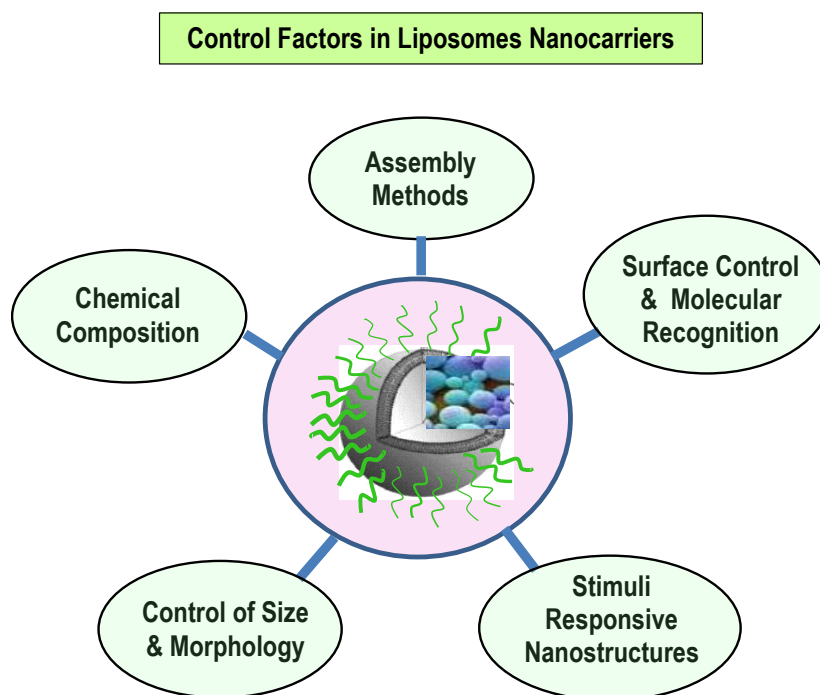 Control Factors in Liposomes Nanocarriers
Assembly
Methods
Chemical
Composition
Surface Control
& Molecular
Recognition
Control of Size
& Morphology
Stimuli
Responsive
Nanostructures